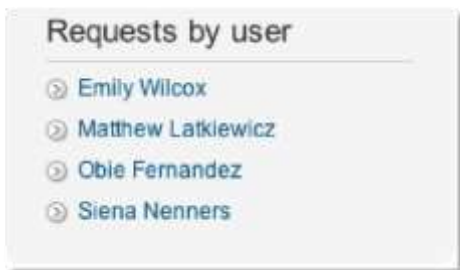 Requests by user
Emily Wilcox
Matthew Latkiewicz
Obie Fernandez
Siena Nenners